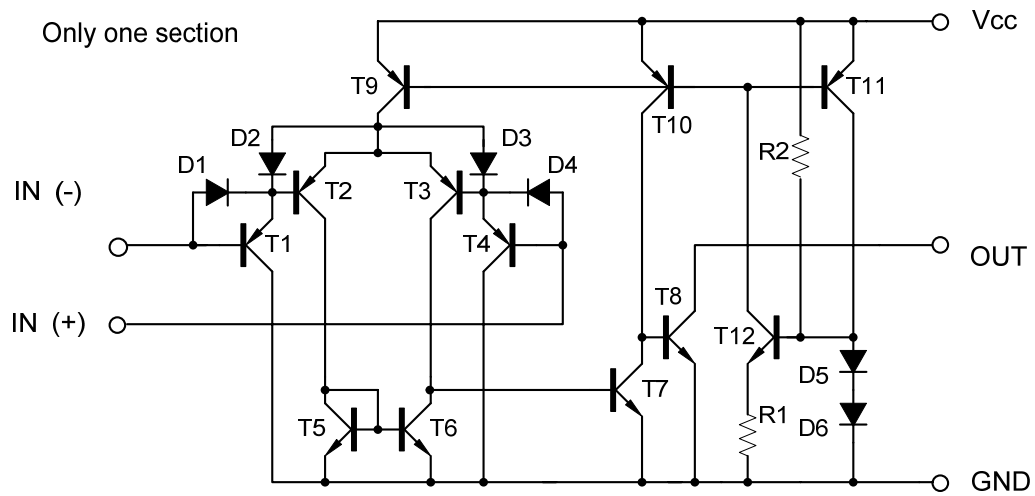 Only one section
Vcc
T9
T10
T11
D2
D3
R2
D1
D4
IN (-)
T2
T3
T1
T4
OUT
T8
IN (+)
T12
D5
T7
T5
T6
R1
D6
GND